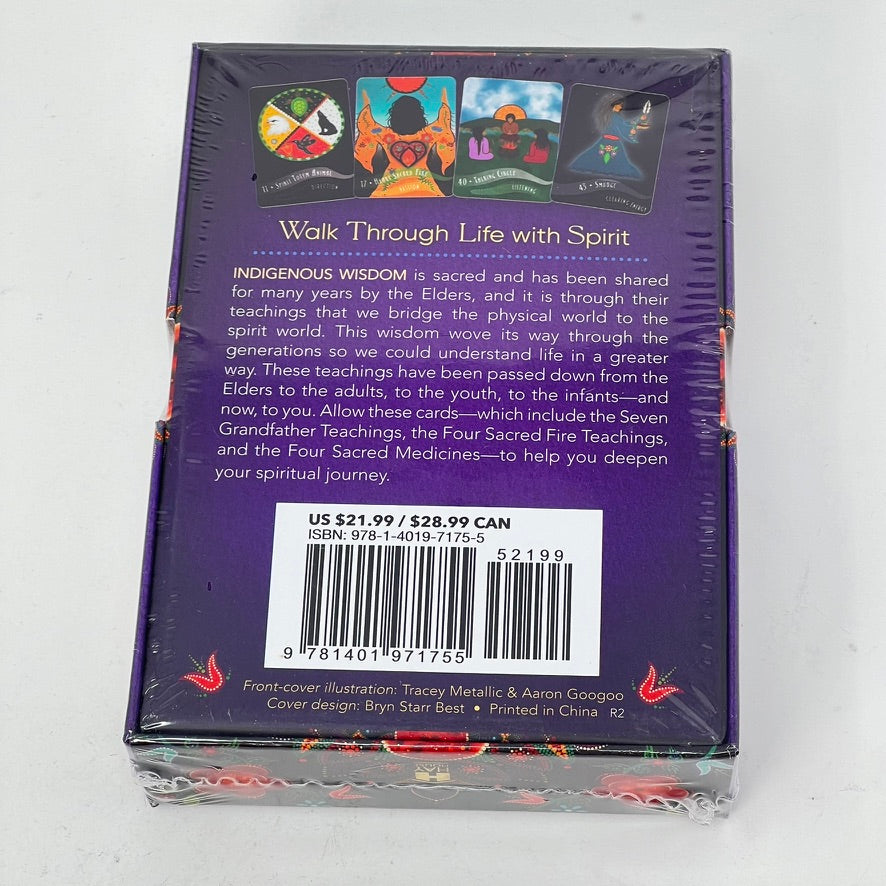 11 • Spirit Totem Animal
DIRECTION
17 • Heart Sacred Fire
PASSION
40 • Talking Circle
LISTENING
45 • Smudge
CLEARING ENERGY
Walk Through Life with Spirit
INDIGENOUS WISDOM is sacred and has been shared
for many years by the Elders, and it is through their
teachings that we bridge the physical world to the
spirit world. This wisdom wove its way through the
generations so we could understand life in a greater
way. These teachings have been passed down from the
Elders to the adults, to the youth, to the infants—and
now, to you. Allow these cards—which include the Seven
Grandfather Teachings, the Four Sacred Fire Teachings,
and the Four Sacred Medicines—to help you deepen
your spiritual journey.
US $21.99 / $28.99 CAN
ISBN: 978-1-4019-7175-5
52199
9 781401 971755
Front-cover illustration: Tracey Metallic & Aaron Googoo
Cover design: Bryn Starr Best • Printed in China R2
HAY